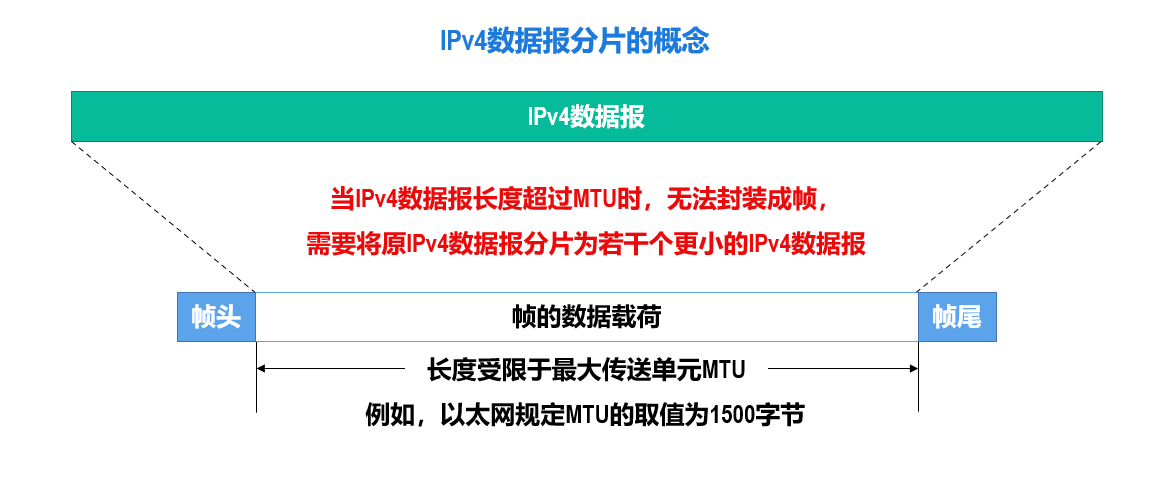 IPv4数据报分片的概念
IPv4数据报
当IPv4数据报长度超过MTU时，无法封装成帧，
需要将原IPv4数据报分片为若干个更小的IPv4数据报
帧头
帧的数据载荷
帧尾
长度受限于最大传送单元MTU
例如，以太网规定MTU的取值为1500字节